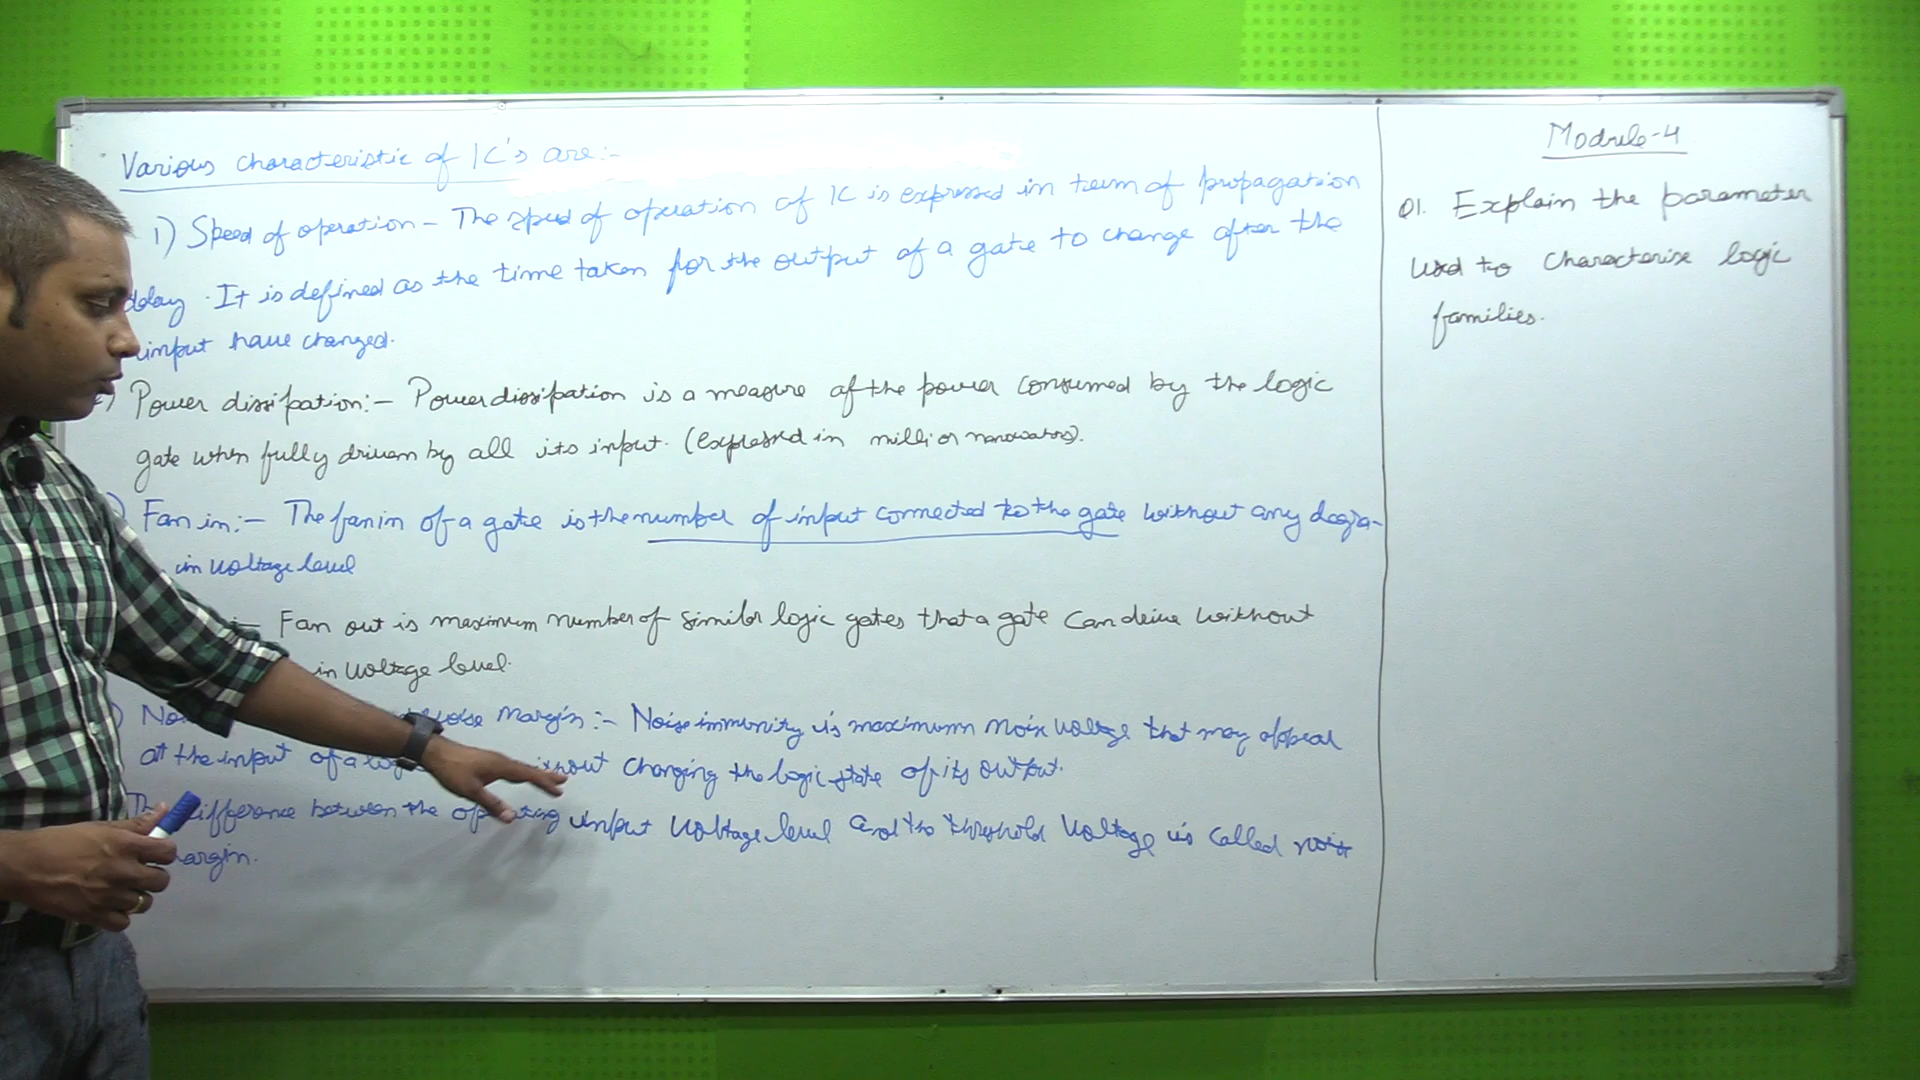 Various characteristic of IC's are:-
1) Speed of operation - The speed of operation of IC is expressed in term of propagation
delay. It is defined as the time taken for the output of a gate to change after the
input have changed.
Power dissipation:- Power dissipation is a measure of the power consumed by the logic
gate when fully driven by all its input. (expressed in milli or nanowatts).
Fan in:- The fanin of a gate is the number of input connected to the gate without any degra-
in voltage level
:- Fan out is maximum number of similar logic gates that a gate can drive without
in voltage level.
Noise Margin:- Noise immunity is maximum noise voltage that may appear
at the input of a logic without changing the logic state of its output.
The difference between the operating input voltage level and the threshold voltage is called noise
margin.
Module-4
Q1. Explain the parameter
used to characterise logic
families.